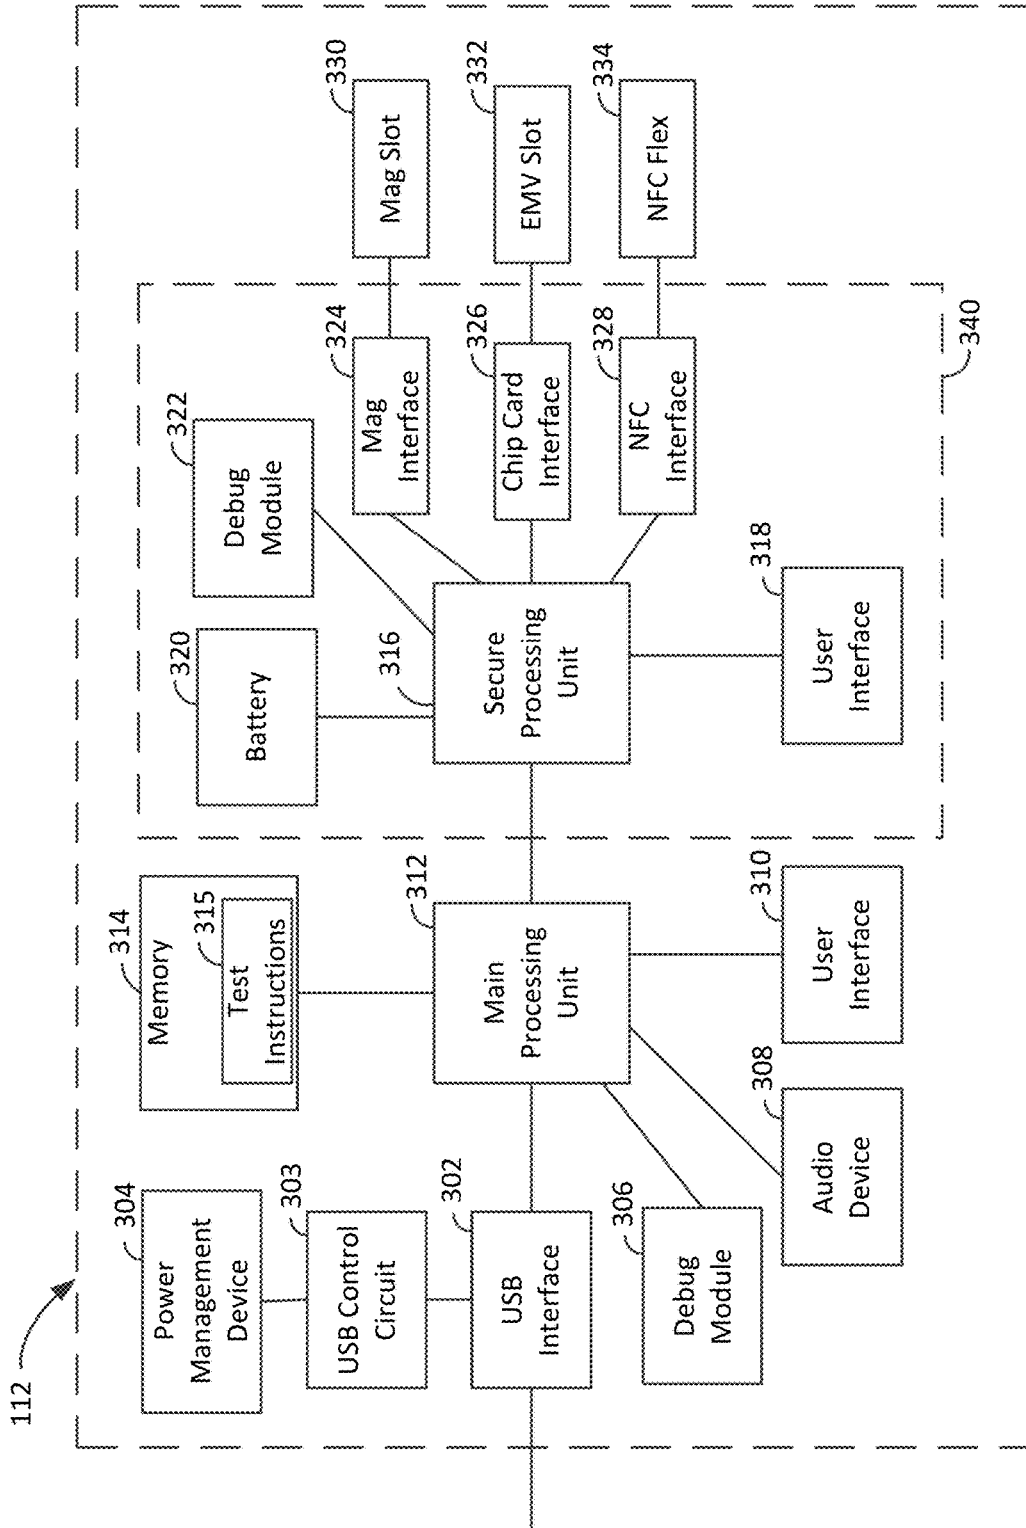 112
304
Power
Management
Device
303
USB Control
Circuit
302
USB
Interface
306
Debug
Module
314
Memory
315
Test
Instructions
312
Main
Processing
Unit
308
Audio
Device
310
User
Interface
320
Battery
322
Debug
Module
316
Secure
Processing
Unit
318
User
Interface
324
Mag
Interface
326
Chip Card
Interface
328
NFC
Interface
340
330
Mag Slot
332
EMV Slot
334
NFC Flex